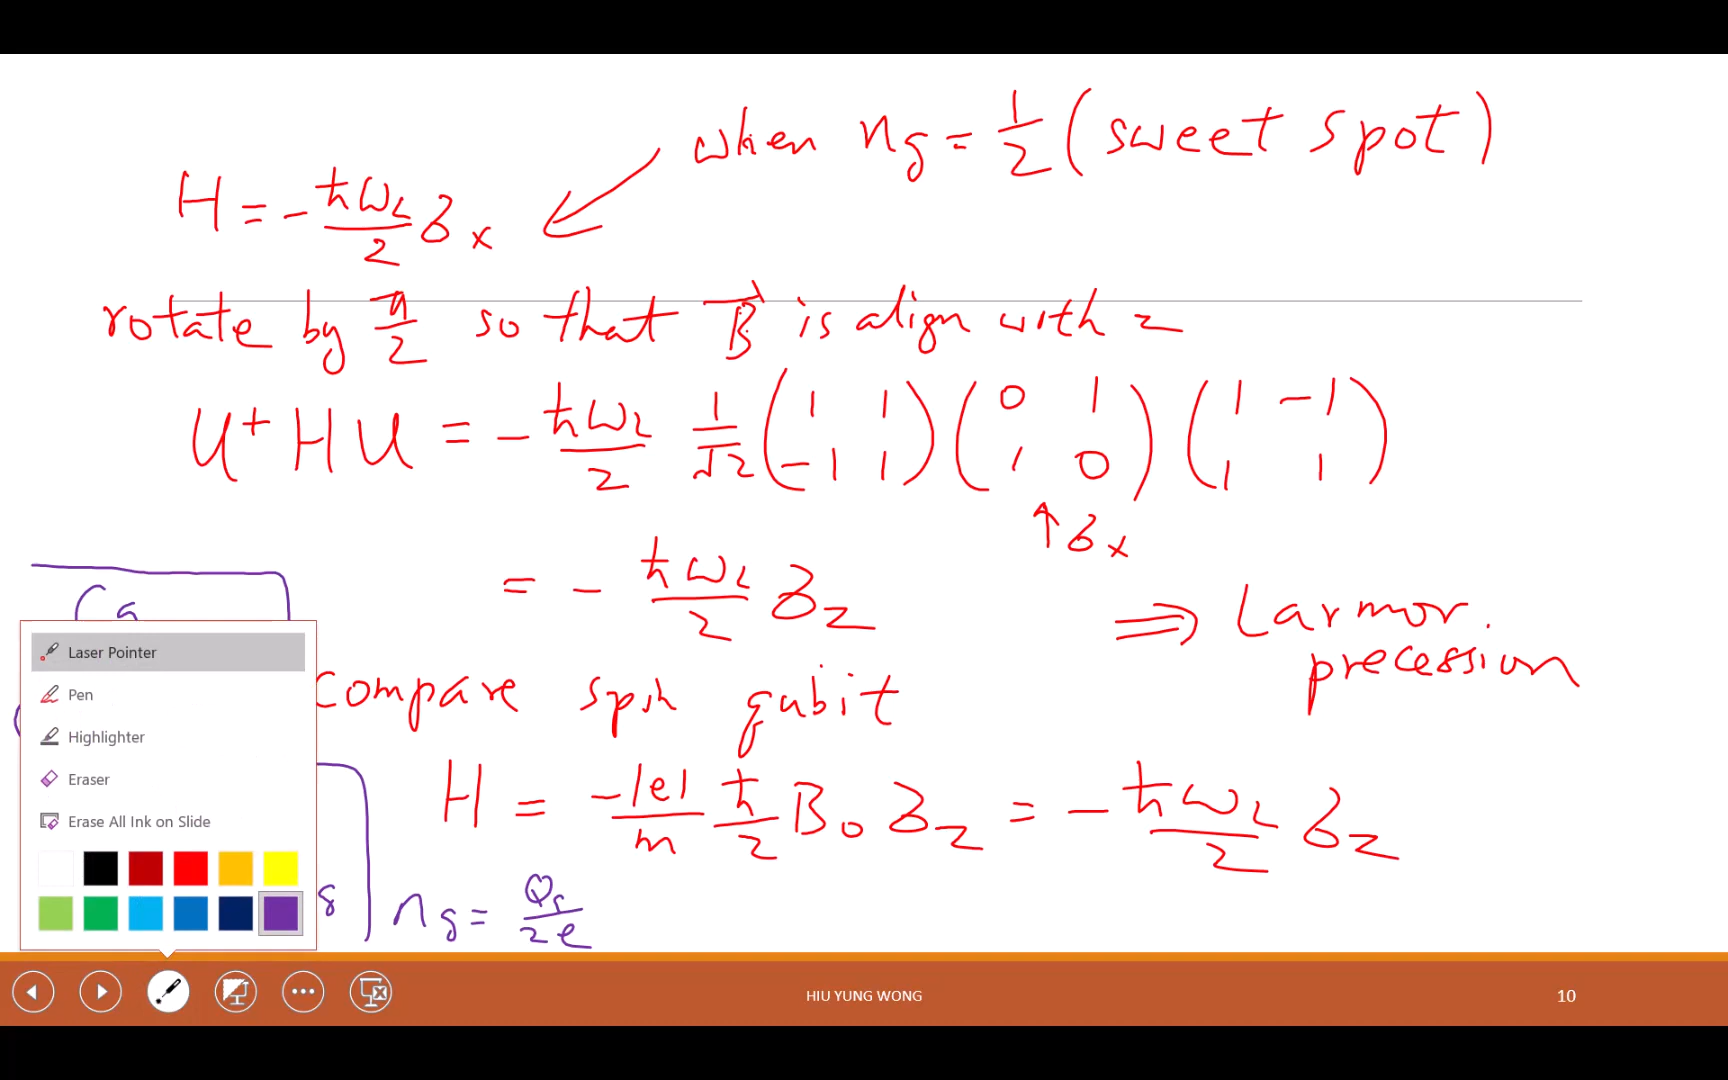 when ng = 1/2 (sweet spot)
H = - ħω_L/2 σ_x
rotate by π/2 so that B⃗ is align with z
U⁺ H U = - ħω_L/2 1/√2 (1 1 ; -1 1) (0 1 ; 1 0) (1 -1 ; 1 1)
↑ σ_x
= - ħω_L/2 σ_z ⇒ Larmor precession
compare spin qubit
H = -|e|/m ħ/2 B₀ σ_z = - ħω_L/2 σ_z
ng = Qg/2e
Laser Pointer
Pen
Highlighter
Eraser
Erase All Ink on Slide
HIU YUNG WONG
10